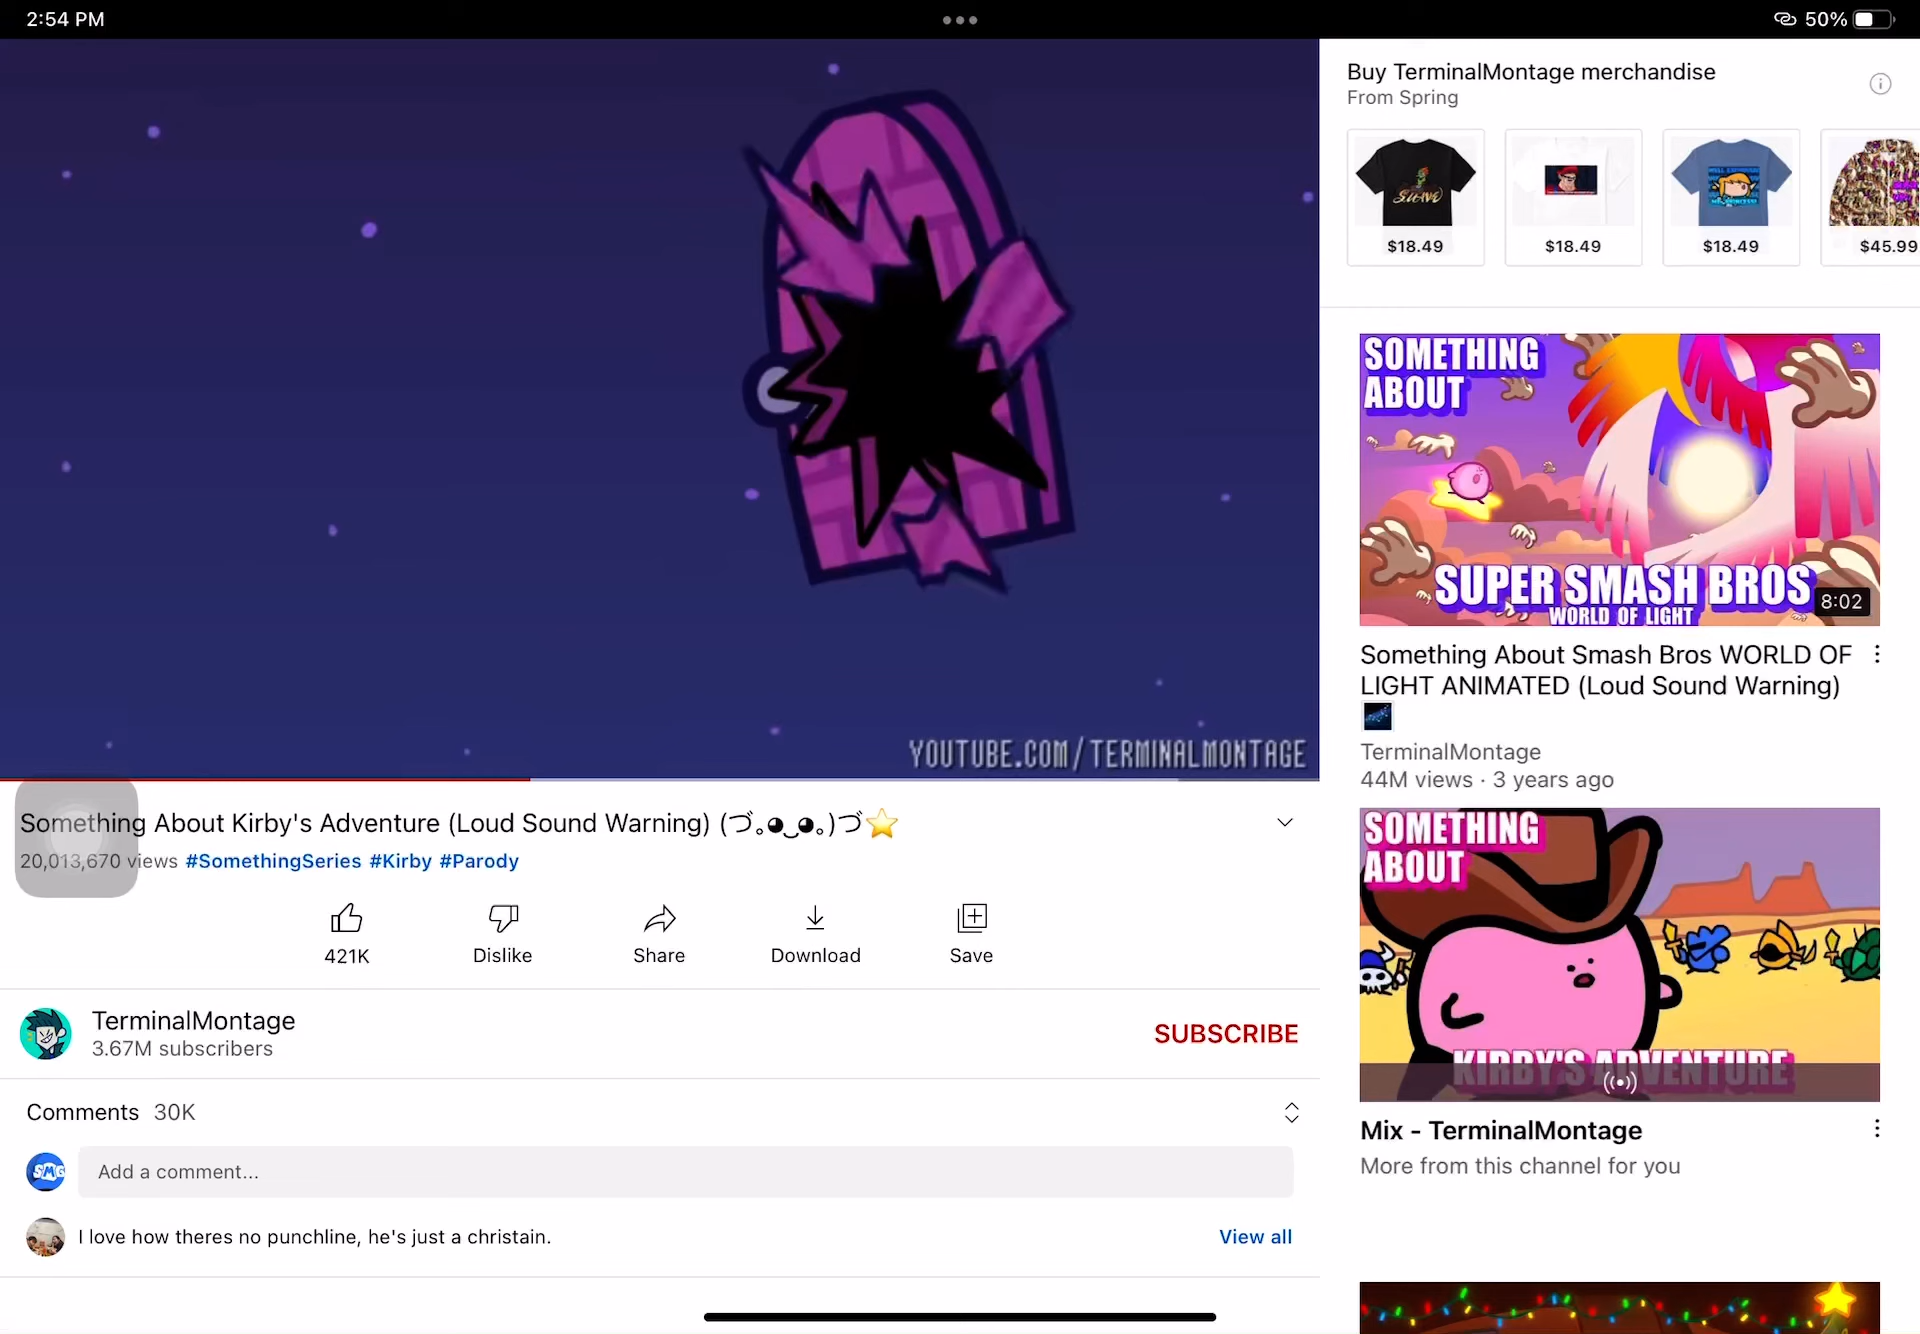 2:54 PM
50%
YOUTUBE.COM/TERMINALMONTAGE
Something About Kirby's Adventure (Loud Sound Warning) (づ｡◕‿◕｡)づ⭐
20,013,670 views #SomethingSeries #Kirby #Parody
421K
Dislike
Share
Download
Save
TerminalMontage
3.67M subscribers
SUBSCRIBE
Comments 30K
SMG
Add a comment...
I love how theres no punchline, he's just a christain.
View all
Buy TerminalMontage merchandise
From Spring
SUAVE
$18.49
$18.49
$18.49
$45.99
SOMETHING
ABOUT
SUPER SMASH BROS
WORLD OF LIGHT
8:02
Something About Smash Bros WORLD OF
LIGHT ANIMATED (Loud Sound Warning)
TerminalMontage
44M views · 3 years ago
SOMETHING
ABOUT
KIRBY'S ADVENTURE
Mix - TerminalMontage
More from this channel for you